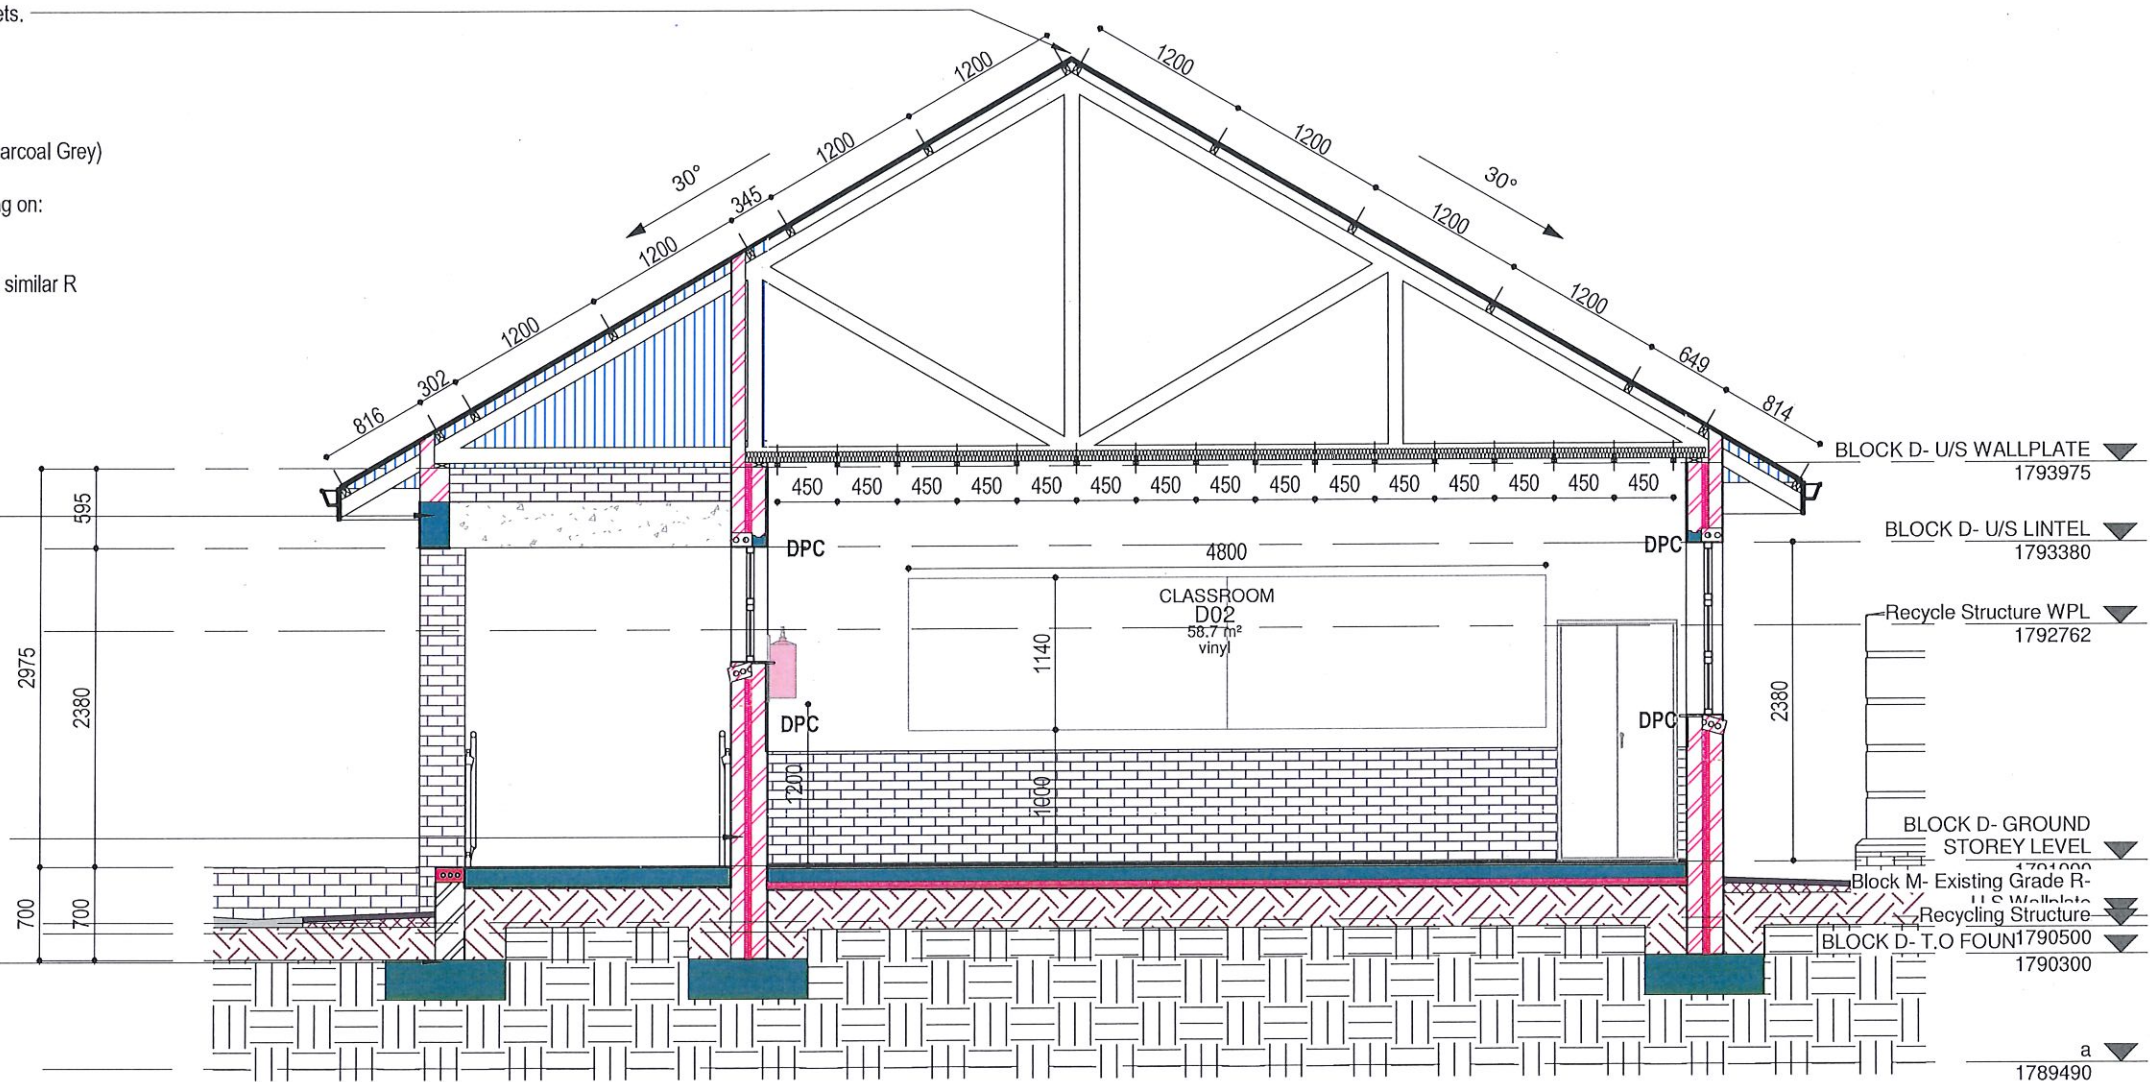 ets.
arcoal Grey)
g on:
similar R
1200
1200
345
1200
1200
302
816
30°
1200
1200
1200
1200
649
814
30°
450 450 450 450 450 450 450 450 450 450 450 450 450 450 450
DPC
DPC
DPC
DPC
4800
CLASSROOM
D02
58.7 m²
vinyl
1140
1000
1200
2380
595
2975
2380
700
700
BLOCK D- U/S WALLPLATE
1793975
BLOCK D- U/S LINTEL
1793380
Recycle Structure WPL
1792762
BLOCK D- GROUND
STOREY LEVEL
Block M- Existing Grade R-
U-S Wallplate
Recycling Structure
1790500
BLOCK D- T.O FOUN
1790300
a
1789490